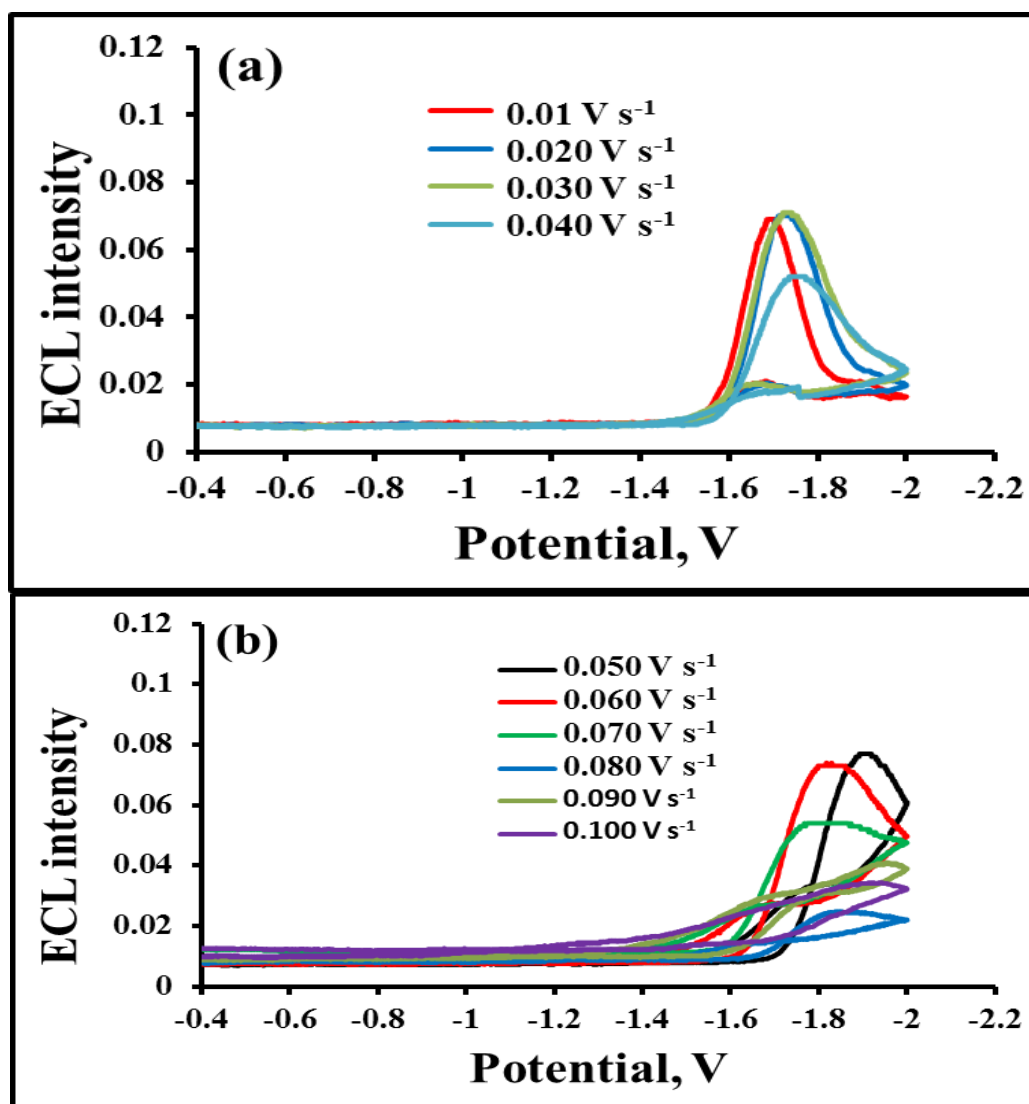 (a)
0.12
0.1
0.08
0.06
0.04
0.02
0
ECL intensity
0.01 V s⁻¹
0.020 V s⁻¹
0.030 V s⁻¹
0.040 V s⁻¹
-0.4 -0.6 -0.8 -1 -1.2 -1.4 -1.6 -1.8 -2 -2.2
Potential, V
(b)
0.12
0.1
0.08
0.06
0.04
0.02
0
ECL intensity
0.050 V s⁻¹
0.060 V s⁻¹
0.070 V s⁻¹
0.080 V s⁻¹
0.090 V s⁻¹
0.100 V s⁻¹
-0.4 -0.6 -0.8 -1 -1.2 -1.4 -1.6 -1.8 -2 -2.2
Potential, V